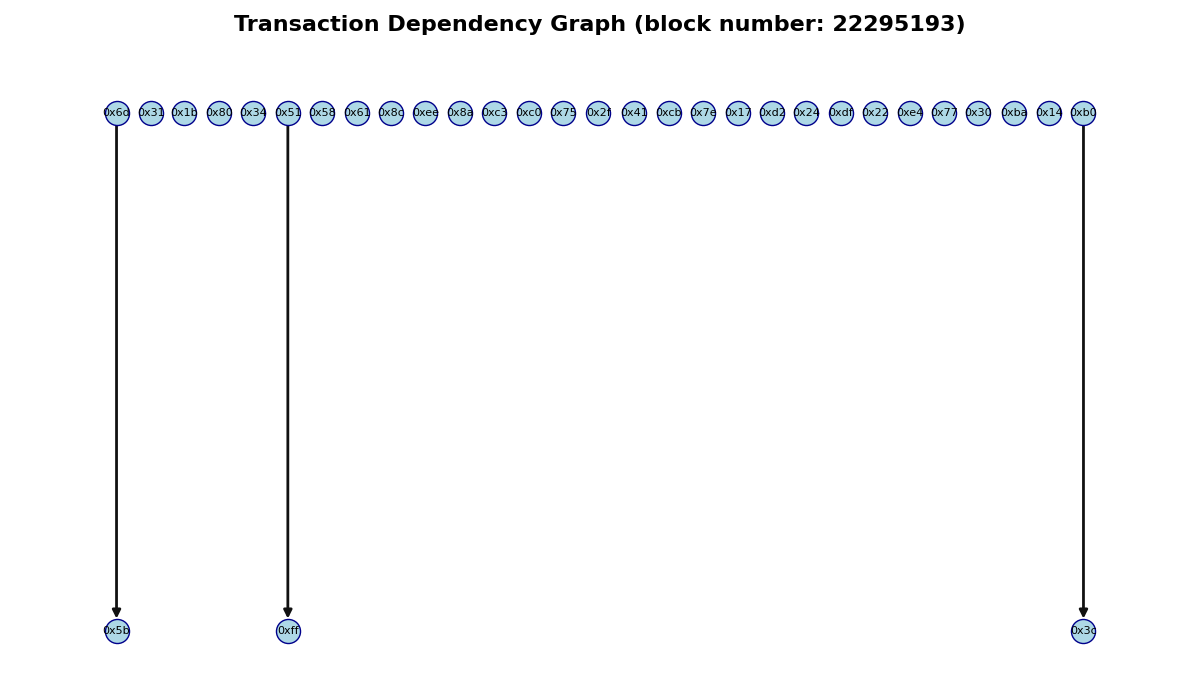 Transaction Dependency Graph (block number: 22295193)
0x6d 0x31 0x1b 0x80 0x34 0x51 0x58 0x61 0x8c 0xee 0x8a 0xc3 0xc0 0x75 0x2f 0x41 0xcb 0x7e 0x17 0xd2 0x24 0xdf 0x22 0xe4 0x77 0x30 0xba 0x14 0xb0
0x5b 0xff 0x3c